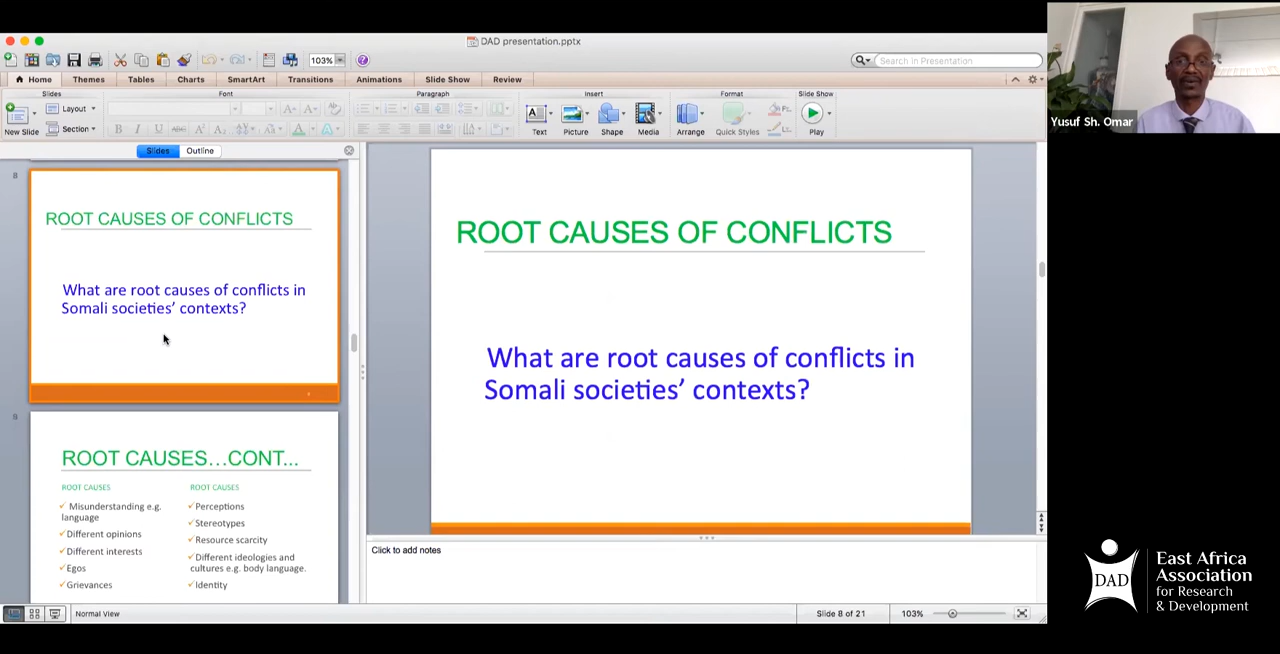 DAD presentation.pptx
103%
Search in Presentation
Home Themes Tables Charts SmartArt Transitions Animations Slide Show Review
Slides Font Paragraph Insert Format Slide Show
Layout
Section
New Slide
B I U ABC
Text Picture Shape Media Arrange Quick Styles Play
Slides Outline
8
ROOT CAUSES OF CONFLICTS
What are root causes of conflicts in
Somali societies’ contexts?
9
ROOT CAUSES...CONT...
ROOT CAUSES
Misunderstanding e.g.
language
Different opinions
Different interests
Egos
Grievances
ROOT CAUSES
Perceptions
Stereotypes
Resource scarcity
Different ideologies and
cultures e.g. body language.
Identity
ROOT CAUSES OF CONFLICTS
What are root causes of conflicts in
Somali societies’ contexts?
Click to add notes
Normal View
Slide 8 of 21
103%
Yusuf Sh. Omar
DAD
East Africa
Association
for Research
& Development